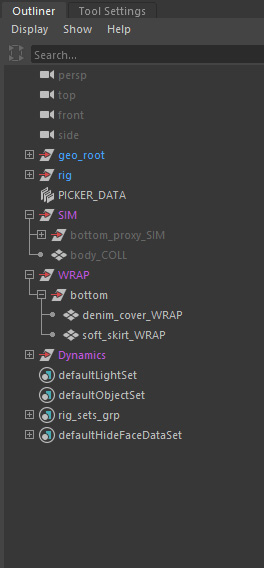 Outliner Tool Settings
Display Show Help
Search...
persp
top
front
side
geo_root
rig
PICKER_DATA
SIM
bottom_proxy_SIM
body_COLL
WRAP
bottom
denim_cover_WRAP
soft_skirt_WRAP
Dynamics
defaultLightSet
defaultObjectSet
rig_sets_grp
defaultHideFaceDataSet